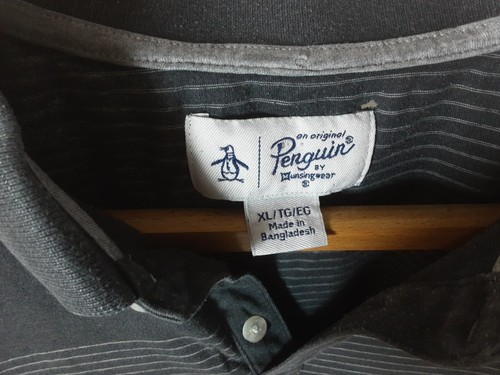 an original
Penguin®
BY
Munsingwear
®
XL/TG/EG
Made in
Bangladesh